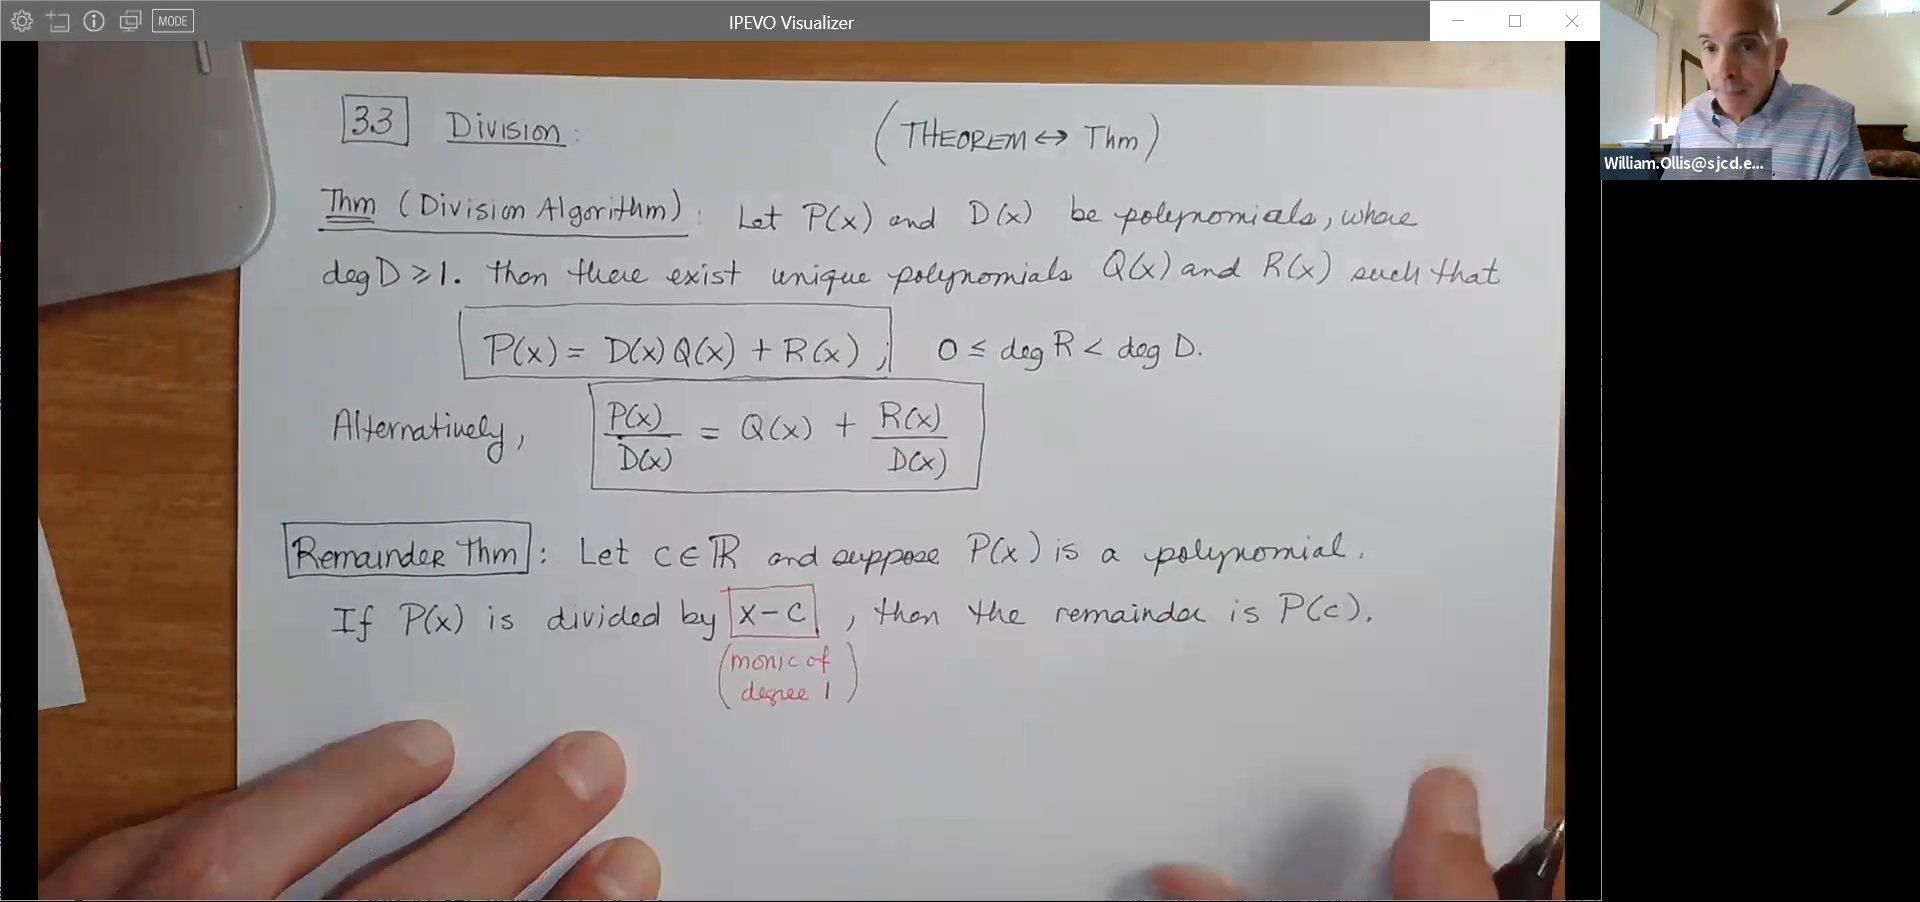 MODE
IPEVO Visualizer
3.3 Division:
(THEOREM ↔ Thm)
Thm (Division Algorithm): Let P(x) and D(x) be polynomials, where
deg D ≥ 1. then there exist unique polynomials Q(x) and R(x) such that
P(x) = D(x) Q(x) + R(x), 0 ≤ deg R < deg D.
Alternatively, P(x)/D(x) = Q(x) + R(x)/D(x)
Remainder Thm: Let c ∈ ℝ and suppose P(x) is a polynomial.
If P(x) is divided by x - c, then the remainder is P(c).
(monic of
degree 1)
William.Ollis@sjcd.e...